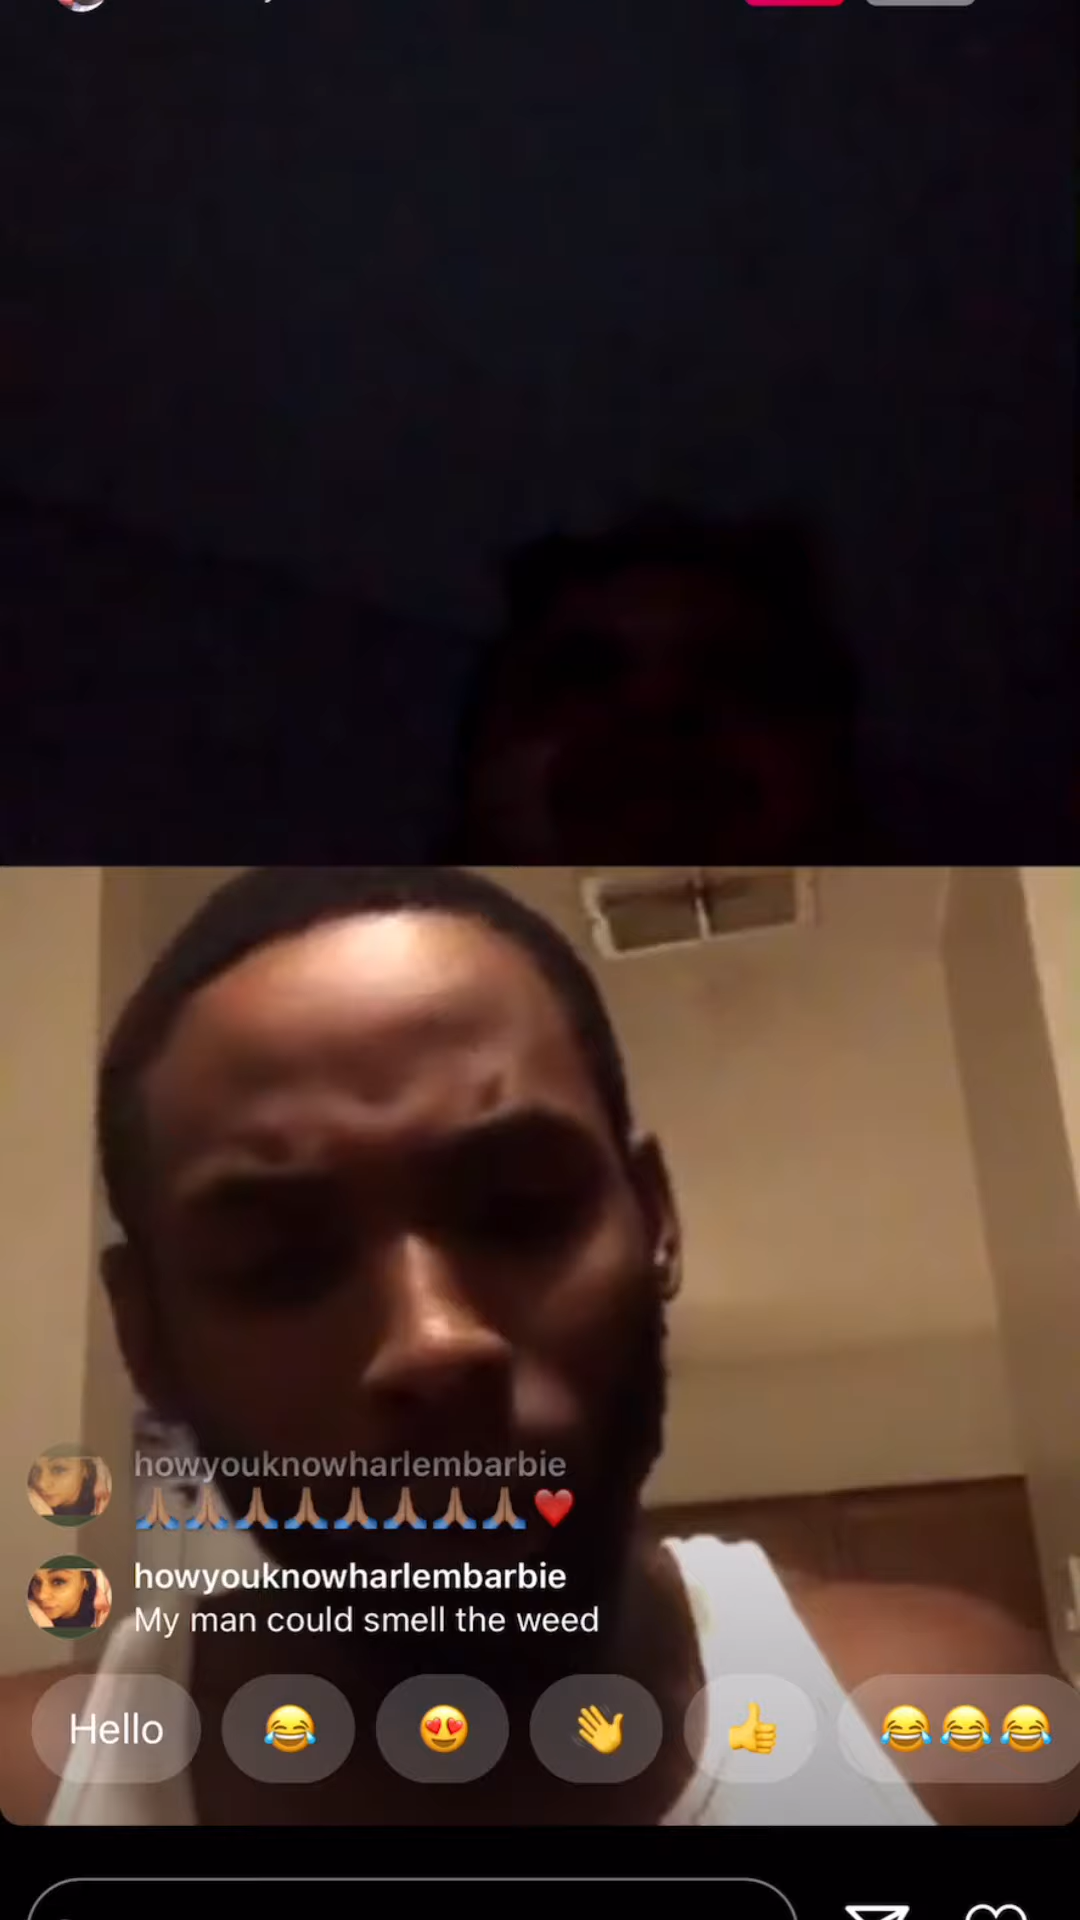 howyouknowharlembarbie
🙏🏽🙏🏽🙏🏽🙏🏽🙏🏽🙏🏽🙏🏽🙏🏽❤️
howyouknowharlembarbie
My man could smell the weed
Hello 😂 😍 👋 👍 😂😂😂